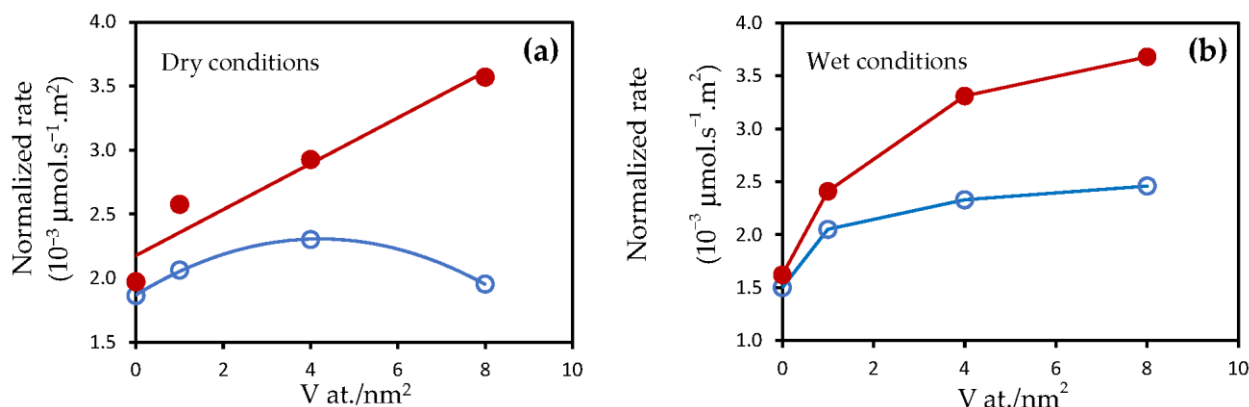 Normalized rate
(10⁻³ µmol.s⁻¹.m²)
4.0
3.5
3.0
2.5
2.0
1.5
Dry conditions
(a)
0
2
4
6
8
10
V at./nm²
Normalized rate
(10⁻³ µmol.s⁻¹.m²)
4.0
3.5
3.0
2.5
2.0
1.5
1.0
Wet conditions
(b)
0
2
4
6
8
10
V at./nm²